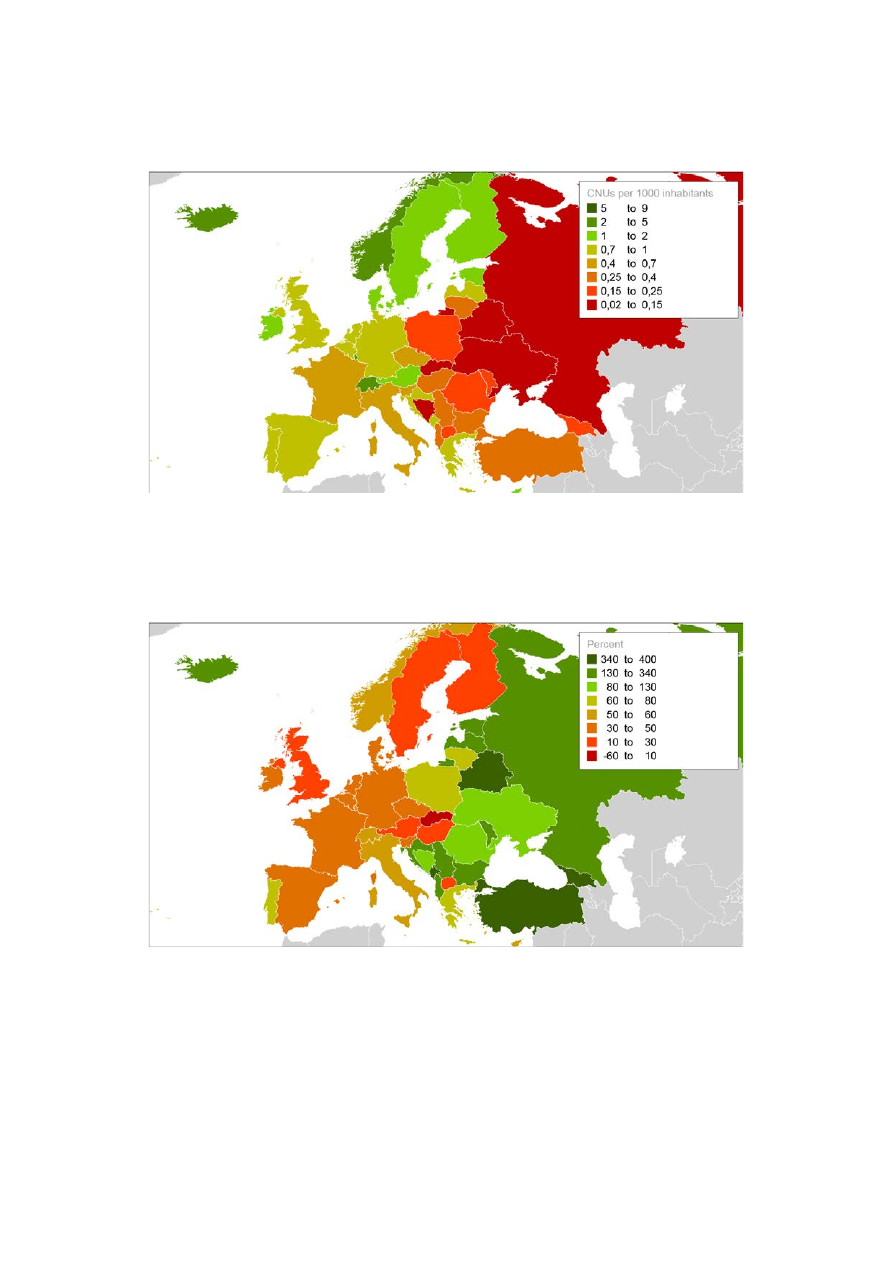 CNUs per 1000 inhabitants
5 to 9
2 to 5
1 to 2
0,7 to 1
0,4 to 0,7
0,25 to 0,4
0,15 to 0,25
0,02 to 0,15
Percent
340 to 400
130 to 340
80 to 130
60 to 80
50 to 60
30 to 50
10 to 30
-60 to 10